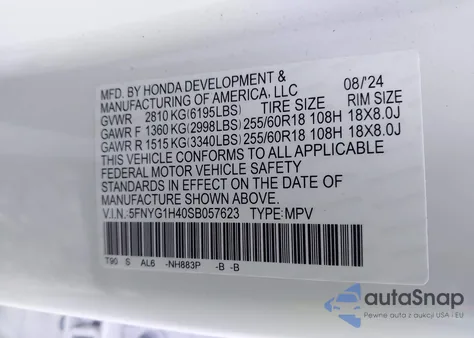 MFD. BY HONDA DEVELOPMENT & 08/'24
MANUFACTURING OF AMERICA, LLC
GVWR 2810 KG(6195LBS) TIRE SIZE RIM SIZE
GAWR F 1360 KG(2998LBS) 255/60R18 108H 18X8.0J
GAWR R 1515 KG(3340LBS) 255/60R18 108H 18X8.0J
THIS VEHICLE CONFORMS TO ALL APPLICABLE
FEDERAL MOTOR VEHICLE SAFETY
STANDARDS IN EFFECT ON THE DATE OF
MANUFACTURE SHOWN ABOVE.
V.I.N. 5FNYG1H40SB057623 TYPE: MPV
T90 S AL6 -NH883P -B -B
autoSnap
Pewne auta z aukcji USA i EU